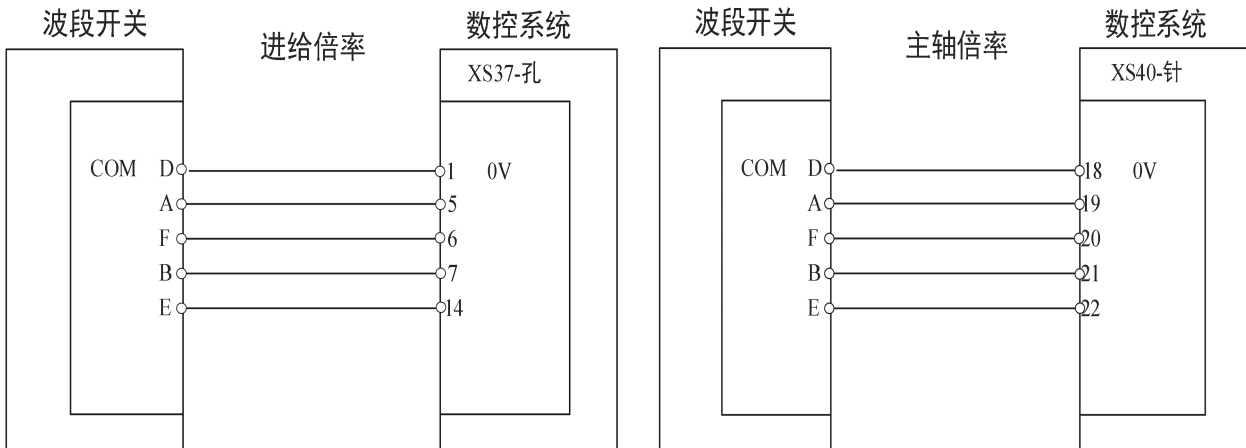 波段开关
进给倍率
数控系统
XS37-孔
COM D 1 0V
A 5
F 6
B 7
E 14
波段开关
主轴倍率
数控系统
XS40-针
COM D 18 0V
A 19
F 20
B 21
E 22